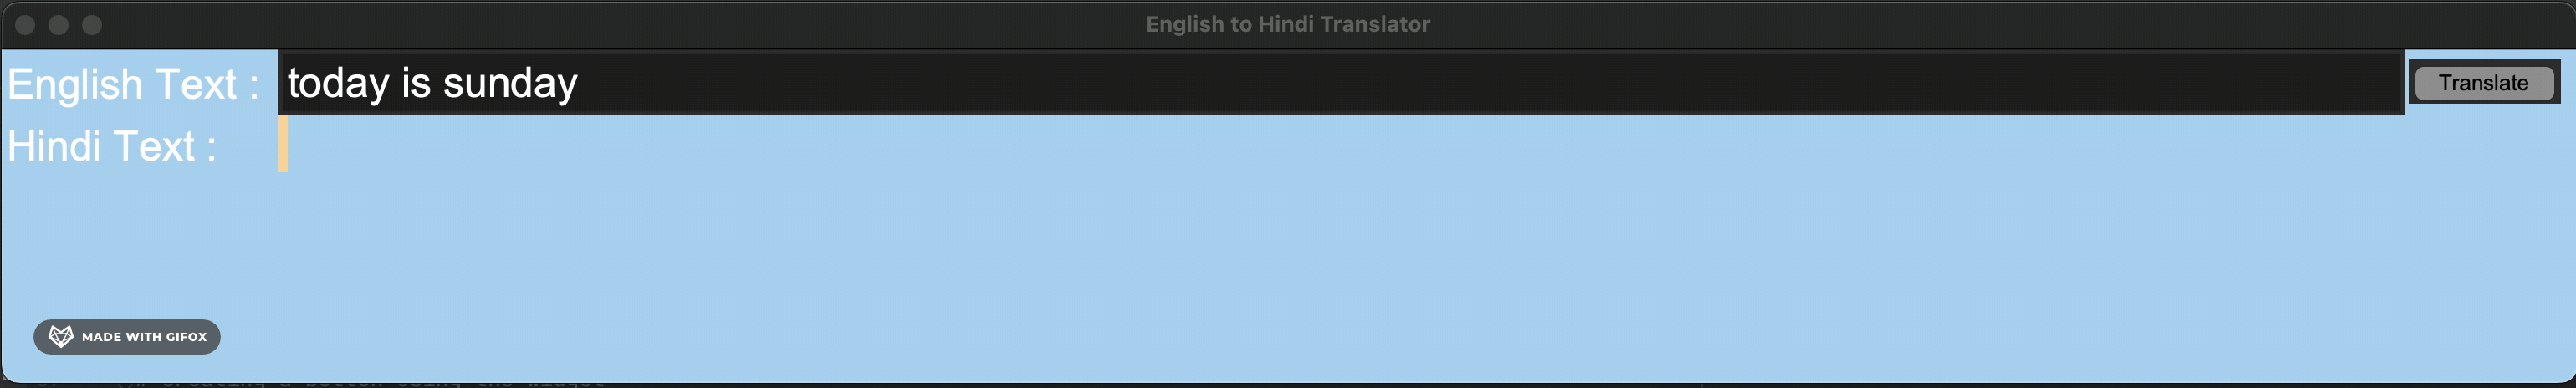 English to Hindi Translator
English Text : today is sunday Translate
Hindi Text :
MADE WITH GIFOX